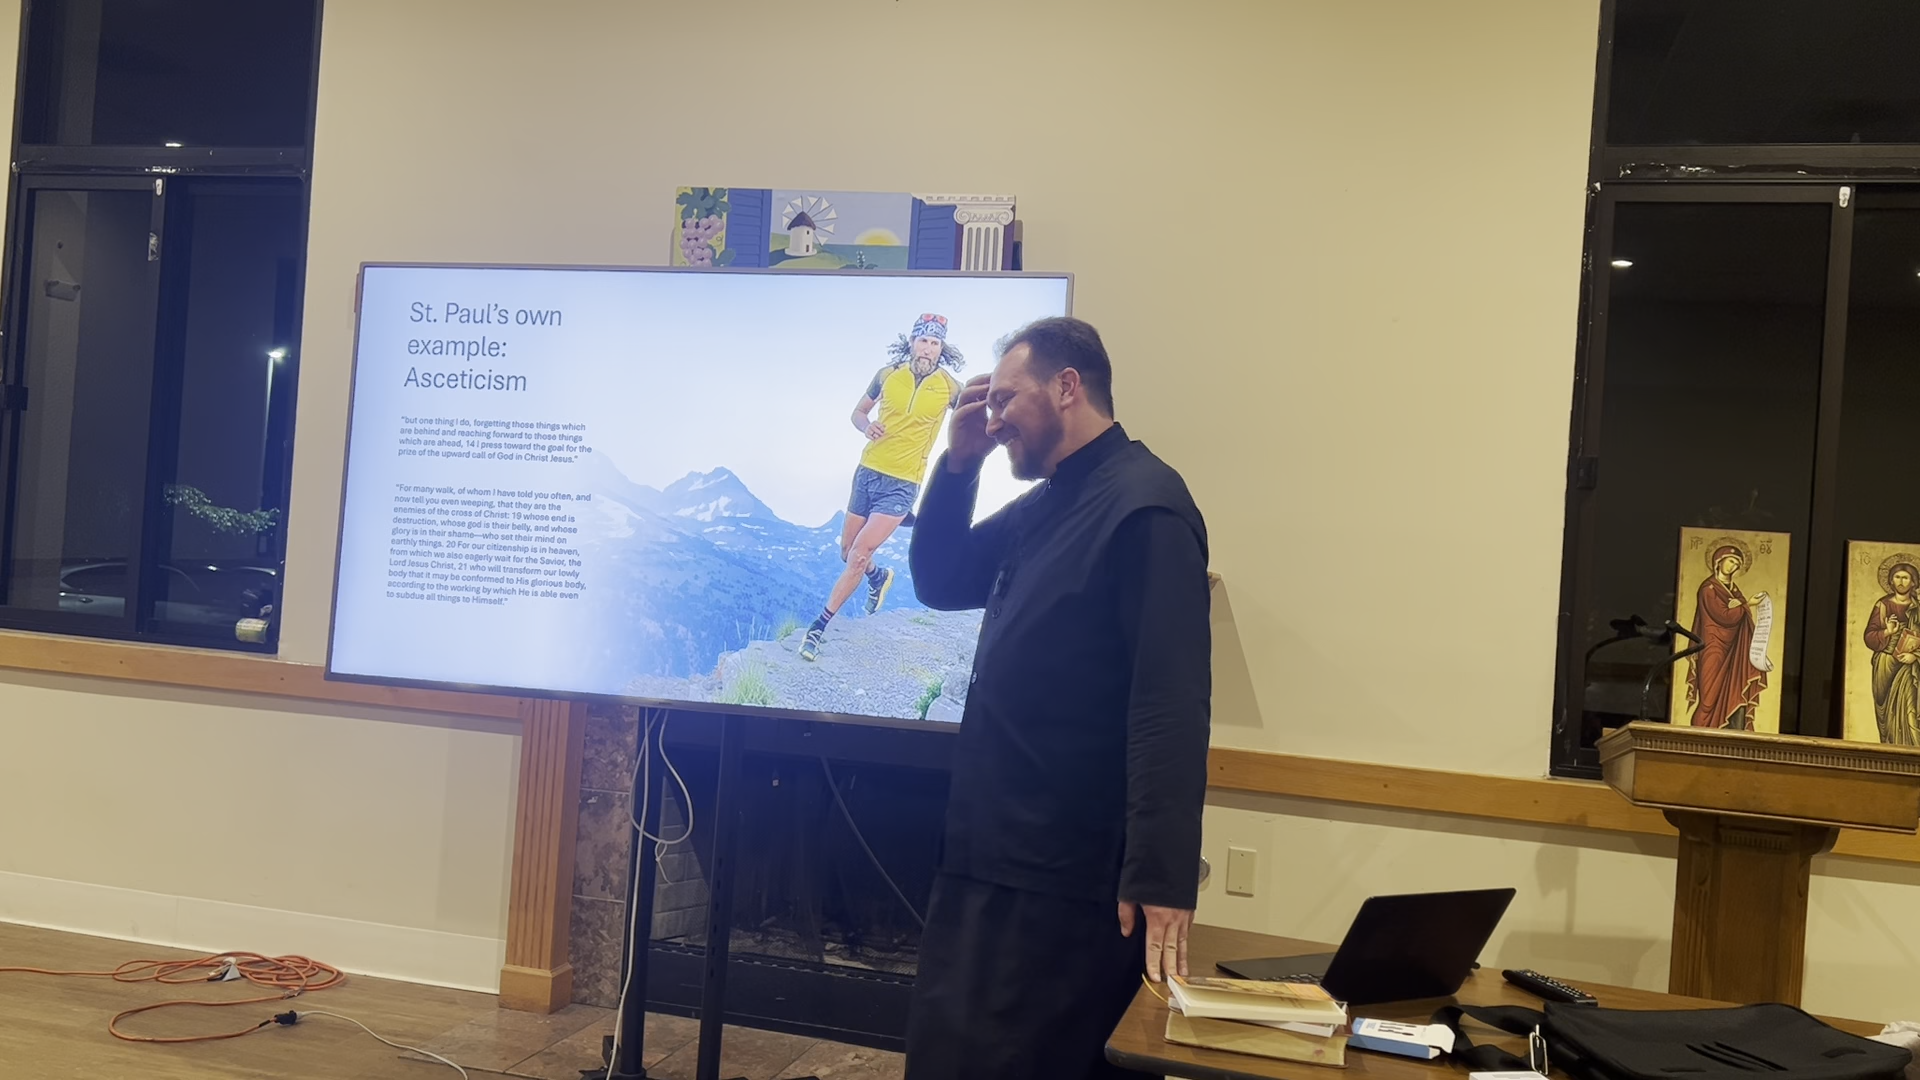 St. Paul's own
example:
Asceticism
"but one thing I do, forgetting those things which
are behind and reaching forward to those things
which are ahead, 14 I press toward the goal for the
prize of the upward call of God in Christ Jesus."
"For many walk, of whom I have told you often, and
now tell you even weeping, that they are the
enemies of the cross of Christ: 19 whose end is
destruction, whose god is their belly, and whose
glory is in their shame—who set their mind on
earthly things. 20 For our citizenship is in heaven,
from which we also eagerly wait for the Savior, the
Lord Jesus Christ, 21 who will transform our lowly
body that it may be conformed to His glorious body,
according to the working by which He is able even
to subdue all things to Himself."